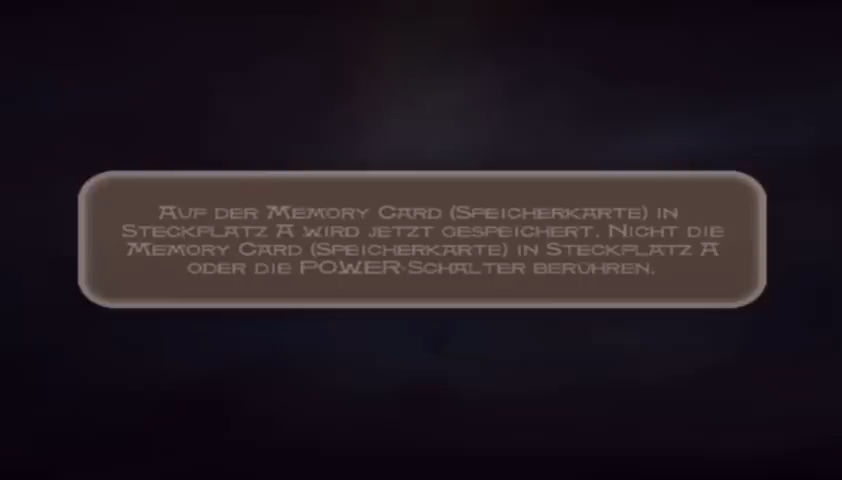 Auf der Memory Card (Speicherkarte) in
Steckplatz A wird jetzt gespeichert. Nicht die
Memory Card (Speicherkarte) in Steckplatz A
oder die POWER-Schalter berühren.